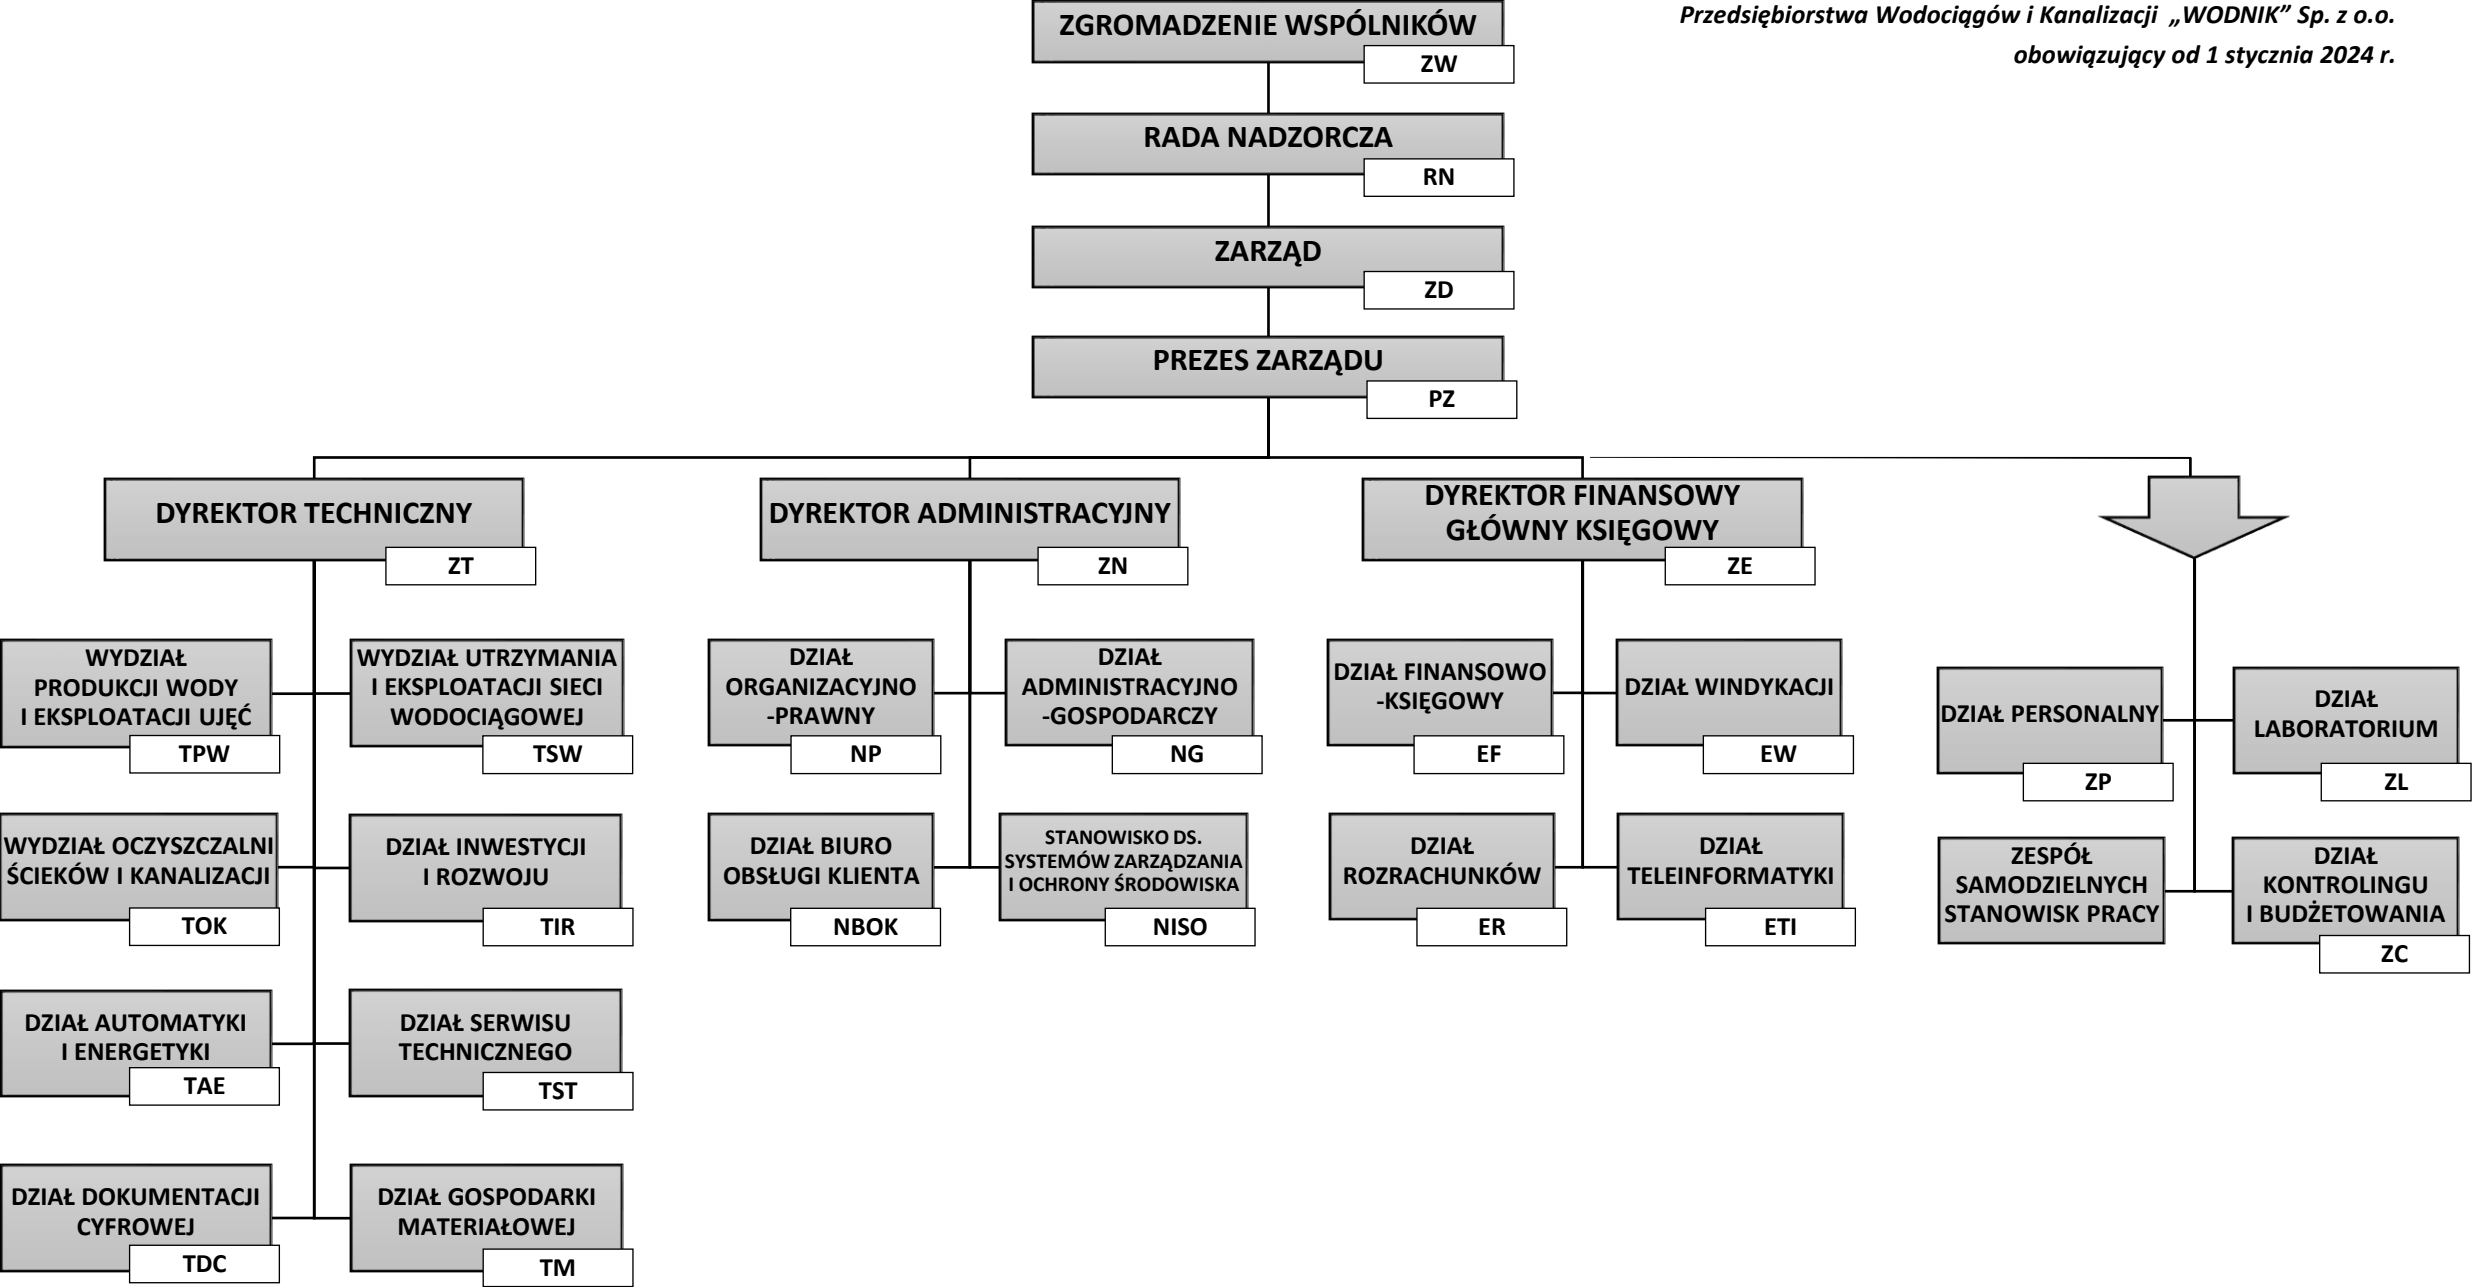 Przedsiębiorstwa Wodociągów i Kanalizacji „WODNIK” Sp. z o.o.
obowiązujący od 1 stycznia 2024 r.
ZGROMADZENIE WSPÓLNIKÓW
ZW
RADA NADZORCZA
RN
ZARZĄD
ZD
PREZES ZARZĄDU
PZ
DYREKTOR TECHNICZNY
ZT
DYREKTOR ADMINISTRACYJNY
ZN
DYREKTOR FINANSOWY
GŁÓWNY KSIĘGOWY
ZE
WYDZIAŁ
PRODUKCJI WODY
I EKSPLOATACJI UJĘĆ
TPW
WYDZIAŁ UTRZYMANIA
I EKSPLOATACJI SIECI
WODOCIĄGOWEJ
TSW
WYDZIAŁ OCZYSZCZALNI
ŚCIEKÓW I KANALIZACJI
TOK
DZIAŁ INWESTYCJI
I ROZWOJU
TIR
DZIAŁ AUTOMATYKI
I ENERGETYKI
TAE
DZIAŁ SERWISU
TECHNICZNEGO
TST
DZIAŁ DOKUMENTACJI
CYFROWEJ
TDC
DZIAŁ GOSPODARKI
MATERIAŁOWEJ
TM
DZIAŁ
ORGANIZACYJNO
-PRAWNY
NP
DZIAŁ
ADMINISTRACYJNO
-GOSPODARCZY
NG
DZIAŁ BIURO
OBSŁUGI KLIENTA
NBOK
STANOWISKO DS.
SYSTEMÓW ZARZĄDZANIA
I OCHRONY ŚRODOWISKA
NISO
DZIAŁ FINANSOWO
-KSIĘGOWY
EF
DZIAŁ WINDYKACJI
EW
DZIAŁ
ROZRACHUNKÓW
ER
DZIAŁ
TELEINFORMATYKI
ETI
DZIAŁ PERSONALNY
ZP
DZIAŁ
LABORATORIUM
ZL
ZESPÓŁ
SAMODZIELNYCH
STANOWISK PRACY
DZIAŁ
KONTROLINGU
I BUDŻETOWANIA
ZC